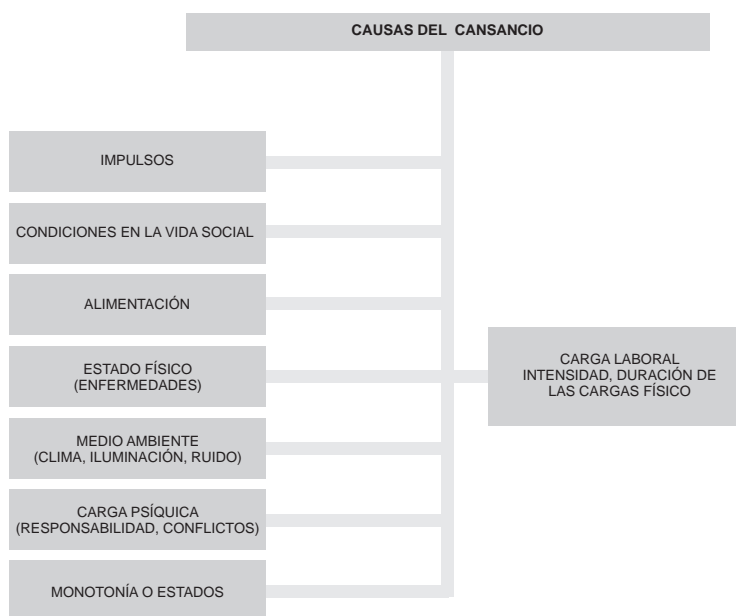 CAUSAS DEL CANSANCIO
IMPULSOS
CONDICIONES EN LA VIDA SOCIAL
ALIMENTACIÓN
ESTADO FÍSICO
(ENFERMEDADES)
CARGA LABORAL
INTENSIDAD, DURACIÓN DE
LAS CARGAS FÍSICO
MEDIO AMBIENTE
(CLIMA, ILUMINACIÓN, RUIDO)
CARGA PSÍQUICA
(RESPONSABILIDAD, CONFLICTOS)
MONOTONÍA O ESTADOS